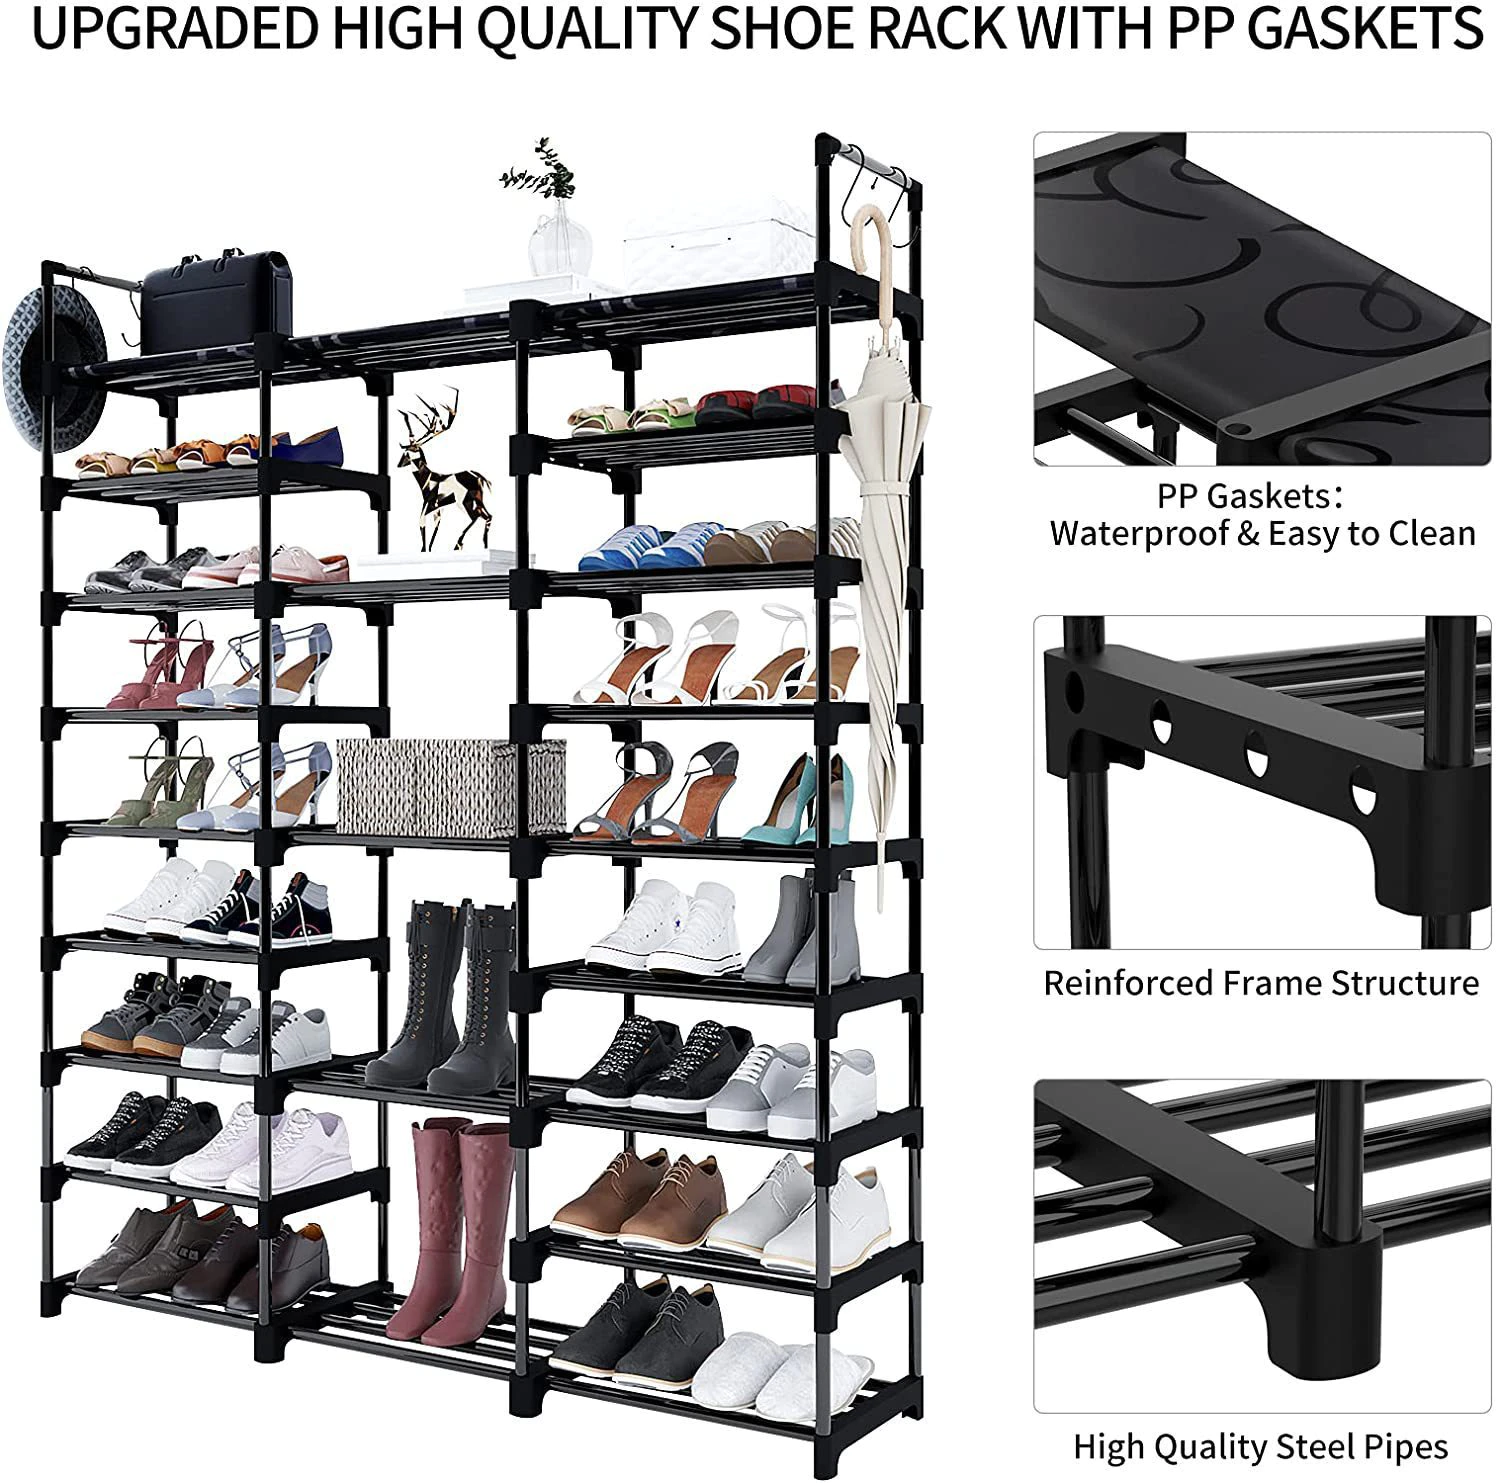 UPGRADED HIGH QUALITY SHOE RACK WITH PP GASKETS
PP Gaskets:
Waterproof & Easy to Clean
Reinforced Frame Structure
High Quality Steel Pipes